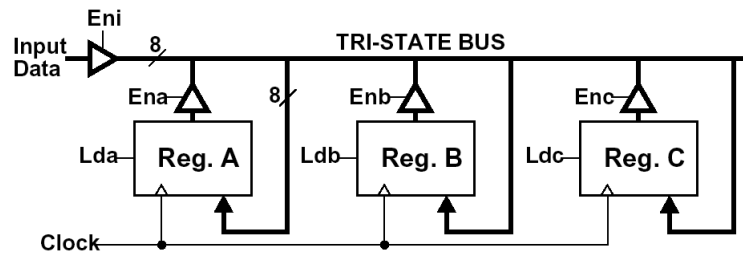 Eni
Input
Data
8
TRI-STATE BUS
Ena
8
Enb
Enc
Lda
Reg. A
Ldb
Reg. B
Ldc
Reg. C
Clock